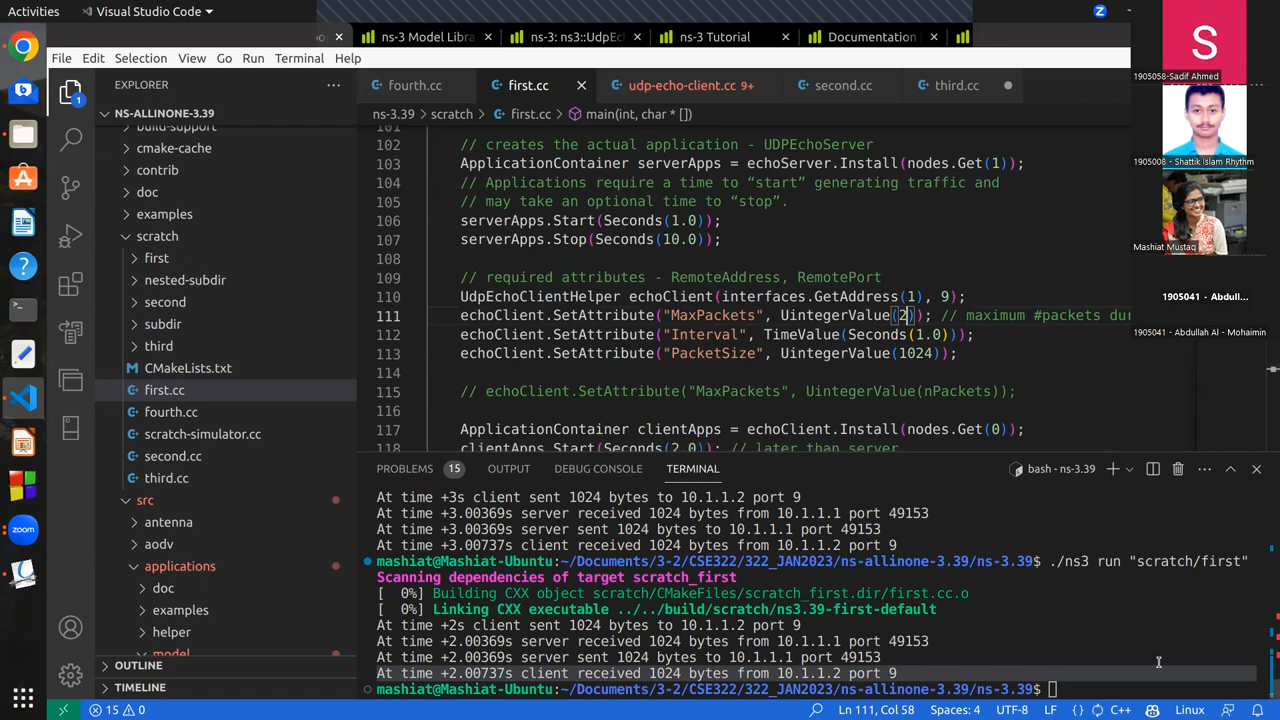 Activities
Visual Studio Code
ns-3 Model Libra
ns-3: ns3::UdpEc
ns-3 Tutorial
Documentation
File Edit Selection View Go Run Terminal Help
EXPLORER
fourth.cc
first.cc
udp-echo-client.cc 9+
second.cc
third.cc
ns-3.39 > scratch > first.cc > main(int, char * [])
NS-ALLINONE-3.39
build-support
cmake-cache
contrib
doc
examples
scratch
first
nested-subdir
second
subdir
third
CMakeLists.txt
first.cc
fourth.cc
scratch-simulator.cc
second.cc
third.cc
src
antenna
aodv
applications
doc
examples
helper
model
OUTLINE
TIMELINE
101
102 // creates the actual application - UDPEchoServer
103 ApplicationContainer serverApps = echoServer.Install(nodes.Get(1));
104 // Applications require a time to “start” generating traffic and
105 // may take an optional time to “stop”.
106 serverApps.Start(Seconds(1.0));
107 serverApps.Stop(Seconds(10.0));
108
109 // required attributes - RemoteAddress, RemotePort
110 UdpEchoClientHelper echoClient(interfaces.GetAddress(1), 9);
111 echoClient.SetAttribute("MaxPackets", UintegerValue(2)); // maximum #packets dur
112 echoClient.SetAttribute("Interval", TimeValue(Seconds(1.0)));
113 echoClient.SetAttribute("PacketSize", UintegerValue(1024));
114
115 // echoClient.SetAttribute("MaxPackets", UintegerValue(nPackets));
116
117 ApplicationContainer clientApps = echoClient.Install(nodes.Get(0));
118 clientApps.Start(Seconds(2.0)); // later than server
PROBLEMS 15 OUTPUT DEBUG CONSOLE TERMINAL
bash - ns-3.39
At time +3s client sent 1024 bytes to 10.1.1.2 port 9
At time +3.00369s server received 1024 bytes from 10.1.1.1 port 49153
At time +3.00369s server sent 1024 bytes to 10.1.1.1 port 49153
At time +3.00737s client received 1024 bytes from 10.1.1.2 port 9
mashiat@Mashiat-Ubuntu:~/Documents/3-2/CSE322/322_JAN2023/ns-allinone-3.39/ns-3.39$ ./ns3 run "scratch/first"
Scanning dependencies of target scratch_first
[ 0%] Building CXX object scratch/CMakeFiles/scratch_first.dir/first.cc.o
[ 0%] Linking CXX executable ../../build/scratch/ns3.39-first-default
At time +2s client sent 1024 bytes to 10.1.1.2 port 9
At time +2.00369s server received 1024 bytes from 10.1.1.1 port 49153
At time +2.00369s server sent 1024 bytes to 10.1.1.1 port 49153
At time +2.00737s client received 1024 bytes from 10.1.1.2 port 9
mashiat@Mashiat-Ubuntu:~/Documents/3-2/CSE322/322_JAN2023/ns-allinone-3.39/ns-3.39$
15 0
Ln 111, Col 58 Spaces: 4 UTF-8 LF {} C++ Linux
S
1905058-Sadif Ahmed
1905008 - Shattik Islam Rhythm
Mashiat Mustaq
1905041 - Abdull...
1905041 - Abdullah Al - Mohaimin
zoom